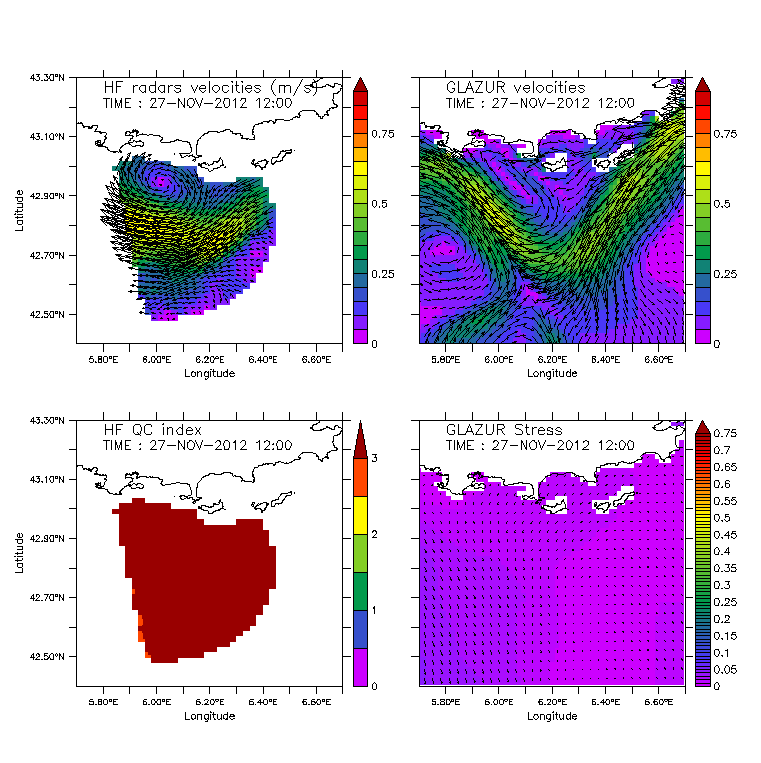 HF radars velocities (m/s)
TIME : 27-NOV-2012 12:00
43.30°N
43.10°N
42.90°N
42.70°N
42.50°N
Latitude
5.80°E 6.00°E 6.20°E 6.40°E 6.60°E
Longitude
0.75
0.5
0.25
0
GLAZUR velocities
TIME : 27-NOV-2012 12:00
5.80°E 6.00°E 6.20°E 6.40°E 6.60°E
Longitude
0.75
0.5
0.25
0
HF QC index
TIME : 27-NOV-2012 12:00
43.30°N
43.10°N
42.90°N
42.70°N
42.50°N
Latitude
5.80°E 6.00°E 6.20°E 6.40°E 6.60°E
Longitude
3
2
1
0
GLAZUR Stress
TIME : 27-NOV-2012 12:00
5.80°E 6.00°E 6.20°E 6.40°E 6.60°E
Longitude
0.75
0.7
0.65
0.6
0.55
0.5
0.45
0.4
0.35
0.3
0.25
0.2
0.15
0.1
0.05
0